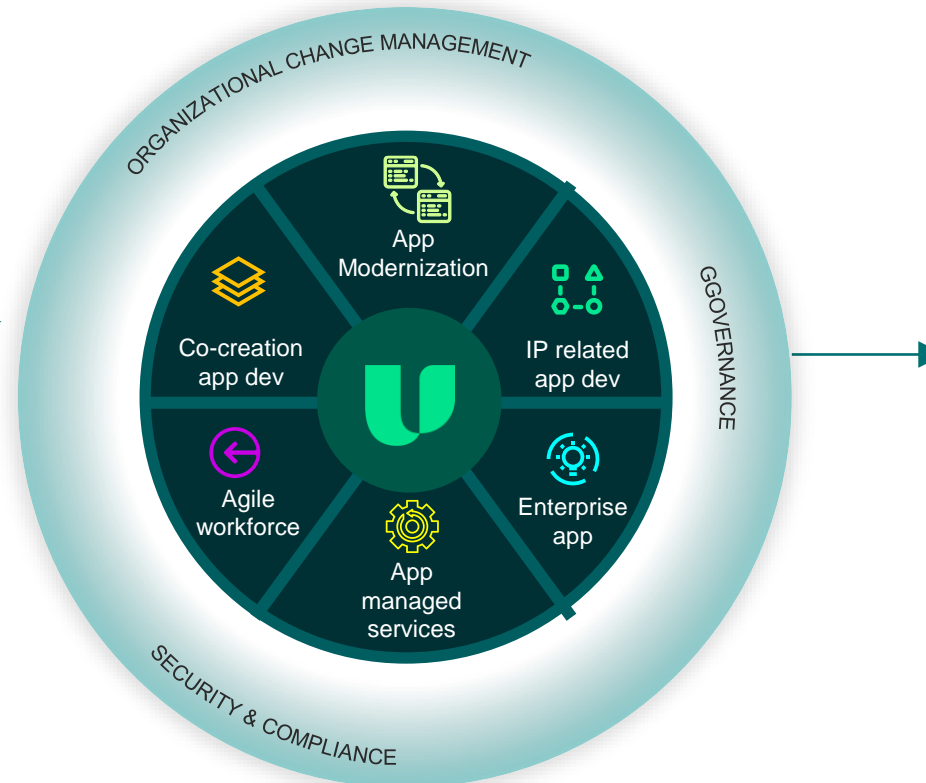 ORGANIZATIONAL CHANGE MANAGEMENT
GGOVERNANCE
SECURITY & COMPLIANCE
App
Modernization
IP related
app dev
Enterprise
app
App
managed
services
Agile
workforce
Co-creation
app dev